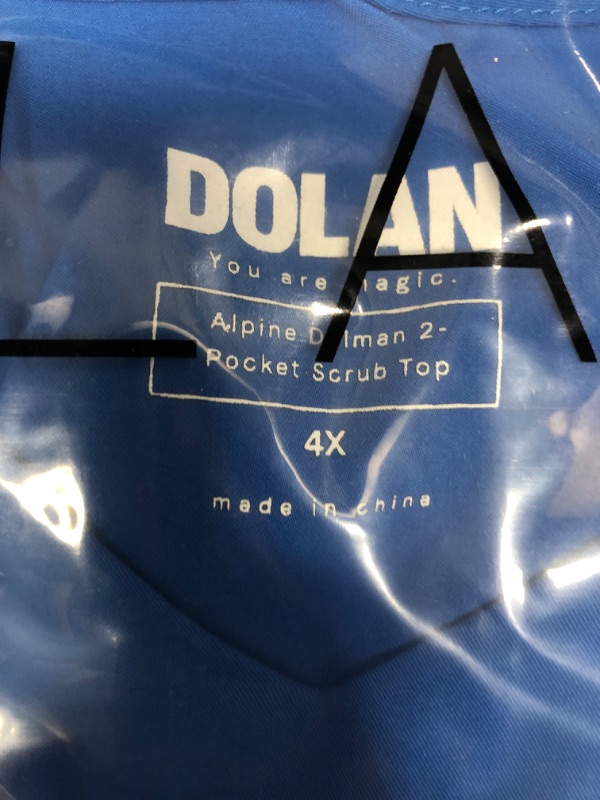 L A
DOLAN
You are magic.
Alpine Dolman 2-
Pocket Scrub Top
4X
made in china